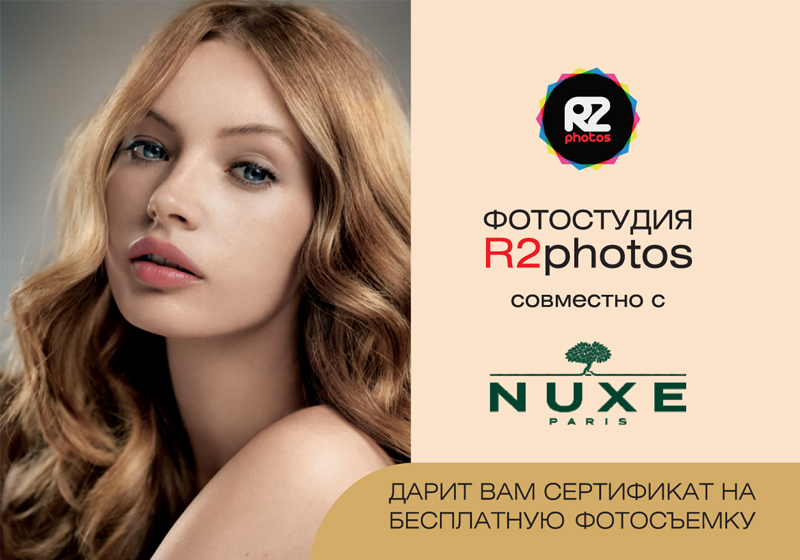 R2
photos
ФОТОСТУДИЯ
R2photos
совместно с
NUXE
PARIS
ДАРИТ ВАМ СЕРТИФИКАТ НА
БЕСПЛАТНУЮ ФОТОСЪЕМКУ